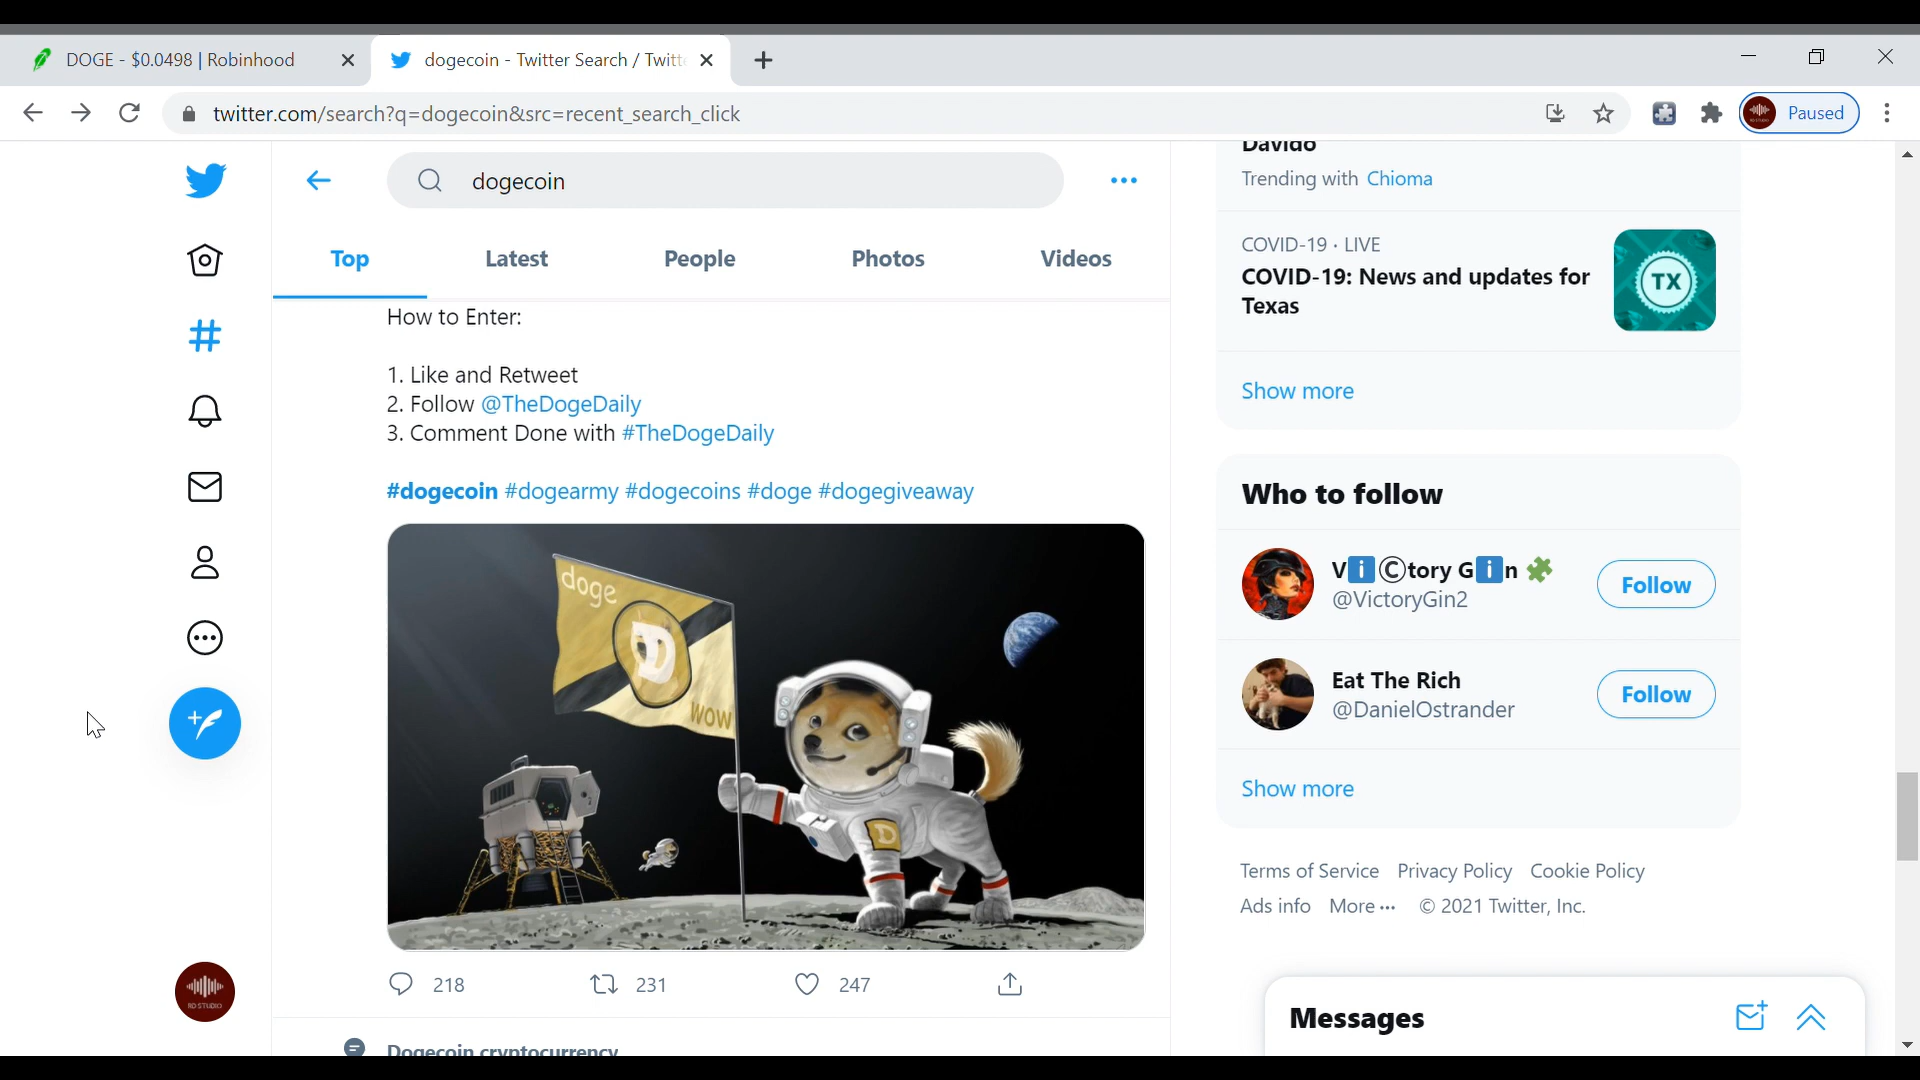 DOGE - $0.0498 | Robinhood
dogecoin - Twitter Search / Twitt
twitter.com/search?q=dogecoin&src=recent_search_click
Paused
dogecoin
Top
Latest
People
Photos
Videos
How to Enter:
1. Like and Retweet
2. Follow @TheDogeDaily
3. Comment Done with #TheDogeDaily
#dogecoin #dogearmy #dogecoins #doge #dogegiveaway
doge
D
WOW
D
218
231
247
Dogecoin cryptocurrency
RD STUDIO
Davido
Trending with Chioma
COVID-19 · LIVE
COVID-19: News and updates for
Texas
TX
Show more
Who to follow
Vℹ️©tory Gℹ️n
@VictoryGin2
Follow
Eat The Rich
@DanielOstrander
Follow
Show more
Terms of Service Privacy Policy Cookie Policy
Ads info More ··· © 2021 Twitter, Inc.
Messages